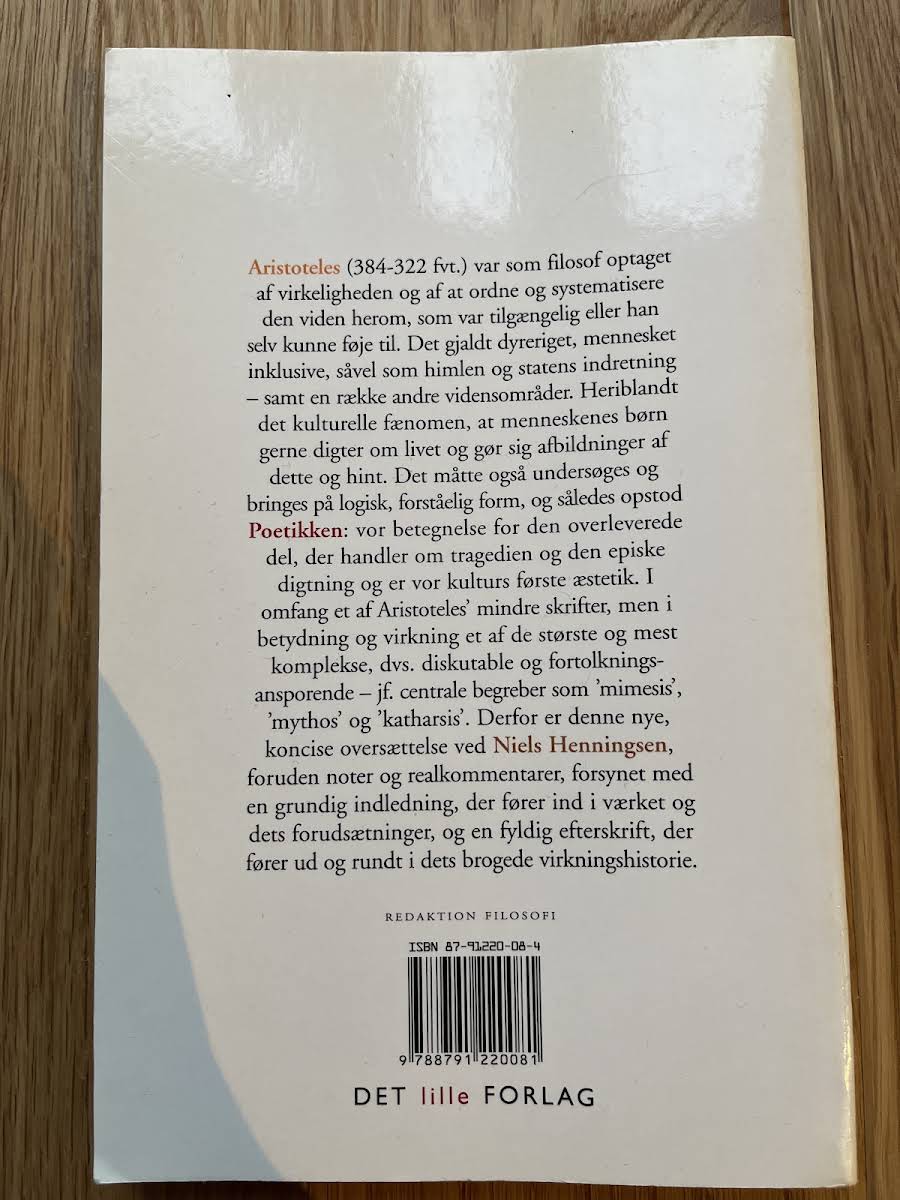 Aristoteles (384-322 fvt.) var som filosof optaget
af virkeligheden og af at ordne og systematisere
den viden herom, som var tilgængelig eller han
selv kunne føje til. Det gjaldt dyreriget, mennesket
inklusive, såvel som himlen og statens indretning
– samt en række andre vidensområder. Heriblandt
det kulturelle fænomen, at menneskenes børn
gerne digter om livet og gør sig afbildninger af
dette og hint. Det måtte også undersøges og
bringes på logisk, forståelig form, og således opstod
Poetikken: vor betegnelse for den overleverede
del, der handler om tragedien og den episke
digtning og er vor kulturs første æstetik. I
omfang et af Aristoteles’ mindre skrifter, men i
betydning og virkning et af de største og mest
komplekse, dvs. diskutable og fortolknings-
ansporende – jf. centrale begreber som ’mimesis’,
’mythos’ og ’katharsis’. Derfor er denne nye,
koncise oversættelse ved Niels Henningsen,
foruden noter og realkommentarer, forsynet med
en grundig indledning, der fører ind i værket og
dets forudsætninger, og en fyldig efterskrift, der
fører ud og rundt i dets brogede virkningshistorie.
REDAKTION FILOSOFI
ISBN 87-91220-08-4
9 788791 220081
DET lille FORLAG